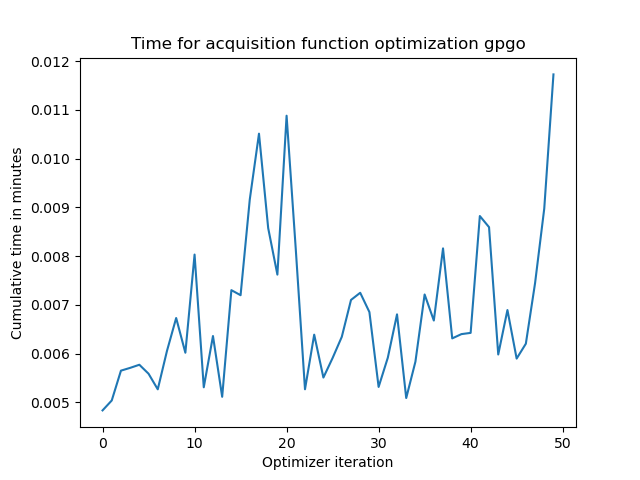 Time for acquisition function optimization gpgo
0.012
0.011
0.010
0.009
0.008
0.007
0.006
0.005
Cumulative time in minutes
0 10 20 30 40 50
Optimizer iteration